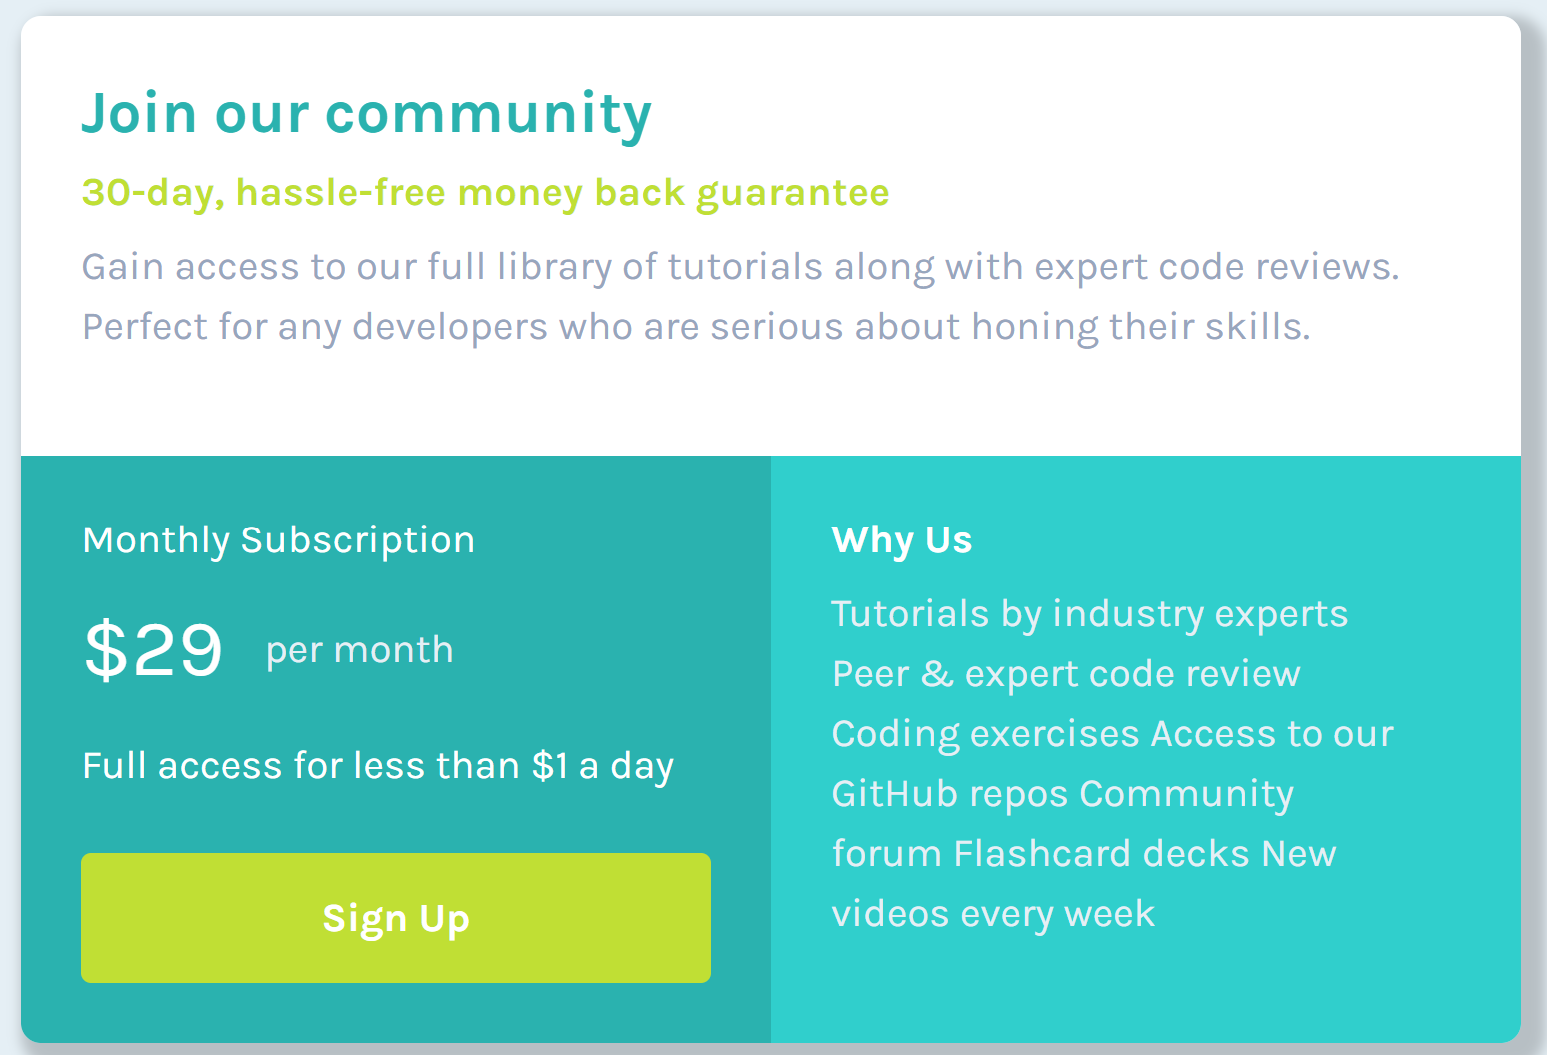 Join our community
30-day, hassle-free money back guarantee
Gain access to our full library of tutorials along with expert code reviews.
Perfect for any developers who are serious about honing their skills.
Monthly Subscription
$29 per month
Full access for less than $1 a day
Sign Up
Why Us
Tutorials by industry experts
Peer & expert code review
Coding exercises Access to our
GitHub repos Community
forum Flashcard decks New
videos every week